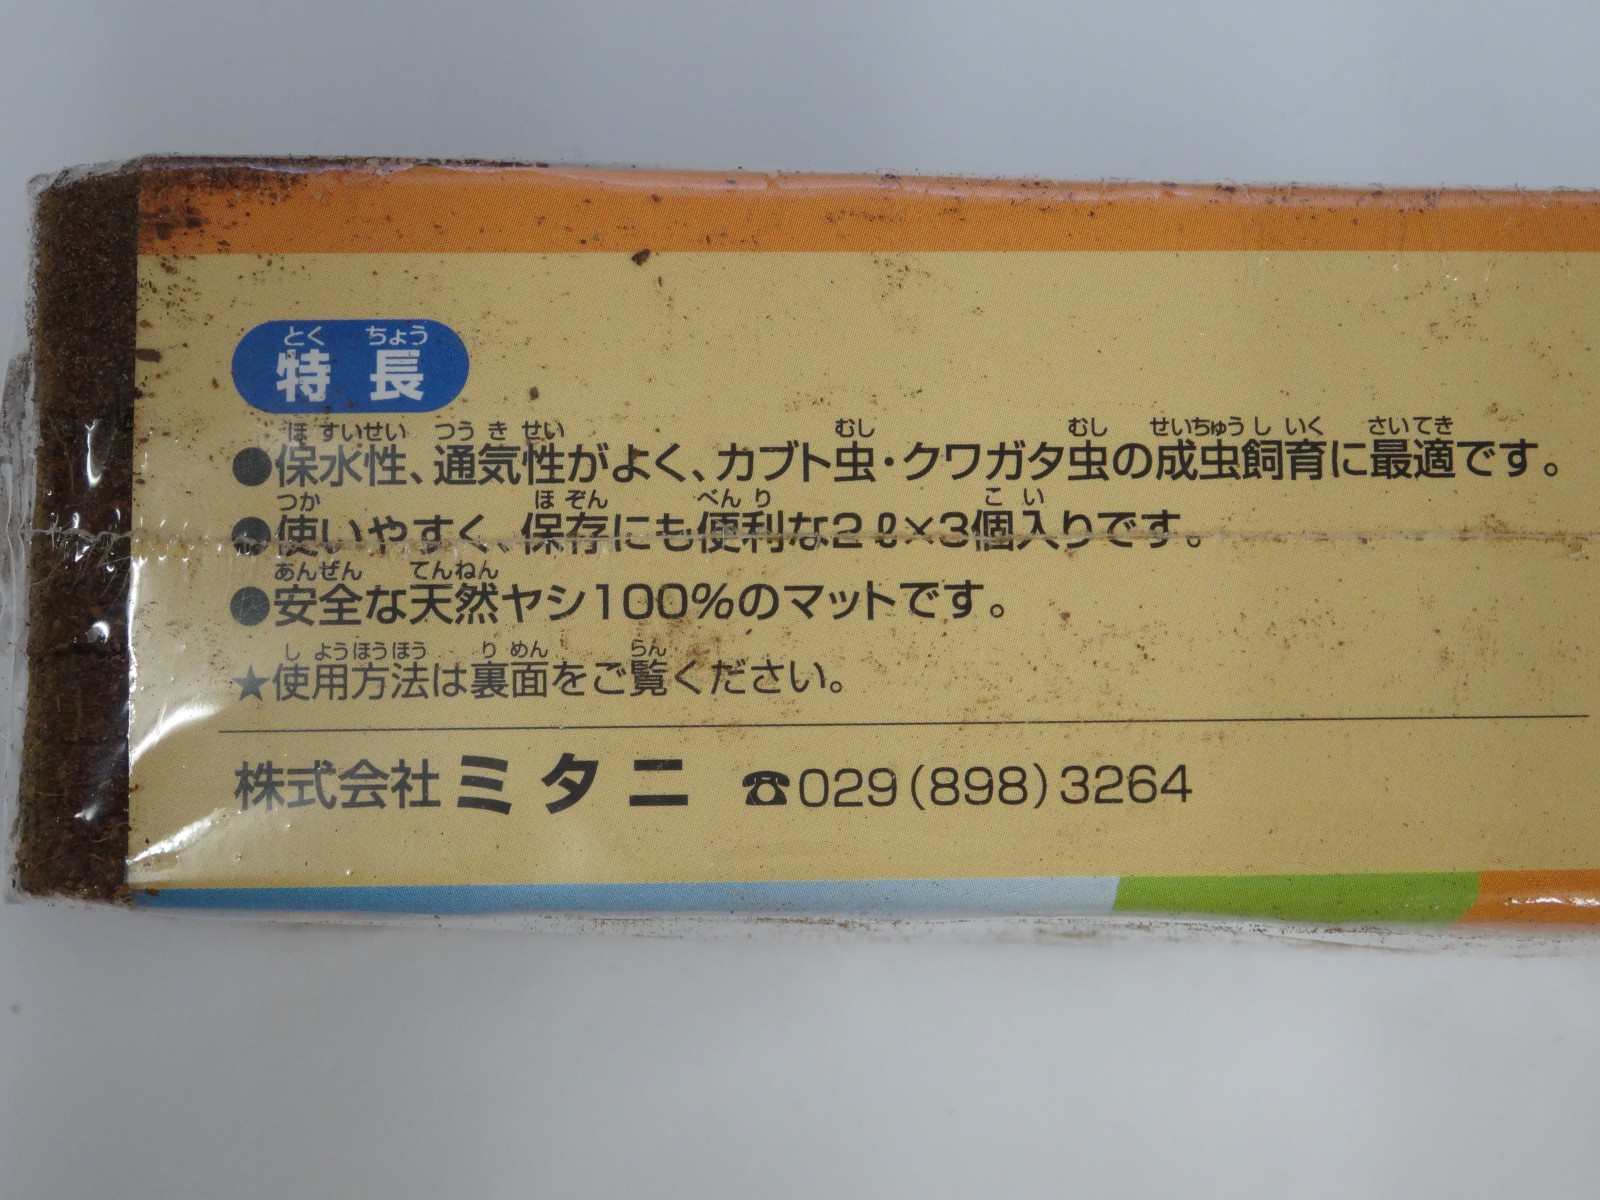 とくちょう
特長
ほすいせい つうきせい むし むし せいちゅうしいく さいてき
●保水性、通気性がよく、カブト虫・クワガタ虫の成虫飼育に最適です。
つか ほぞん べんり こい
●使いやすく、保存にも便利な2ℓ×3個入りです。
あんぜん てんねん
●安全な天然ヤシ100%のマットです。
しようほうほう りめん らん
★使用方法は裏面をご覧ください。
株式会社ミタニ ☎029(898)3264